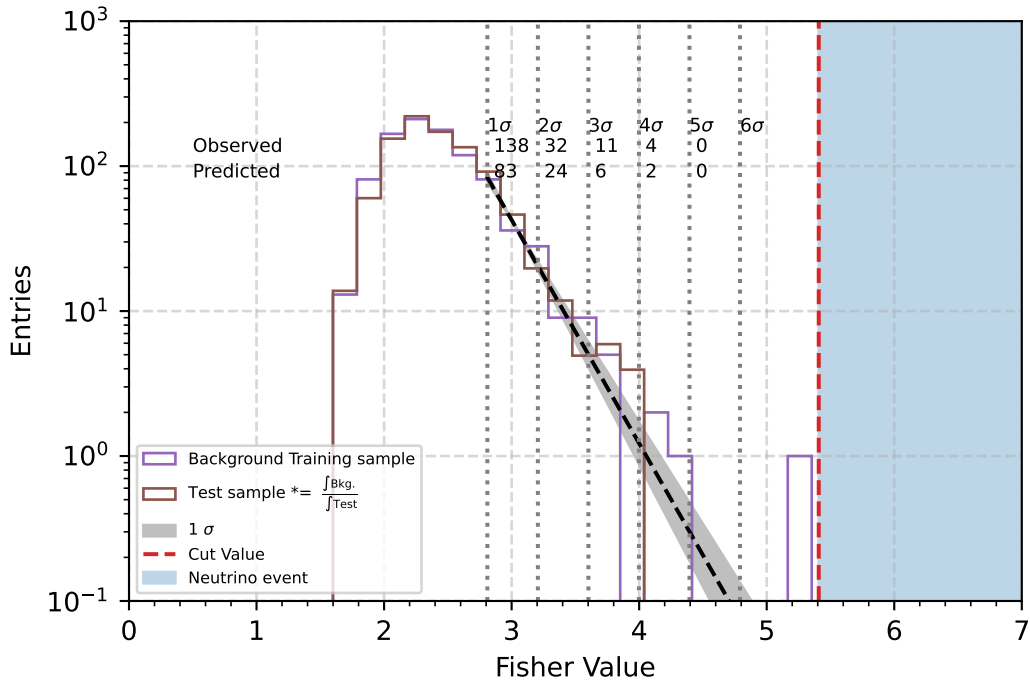 10³
10²
10¹
10⁰
10⁻¹
Entries
1σ 2σ 3σ 4σ 5σ 6σ
Observed 138 32 11 4 0
Predicted 83 24 6 2 0
Background Training sample
Test sample *= ∫Bkg. / ∫Test
1 σ
Cut Value
Neutrino event
0 1 2 3 4 5 6 7
Fisher Value